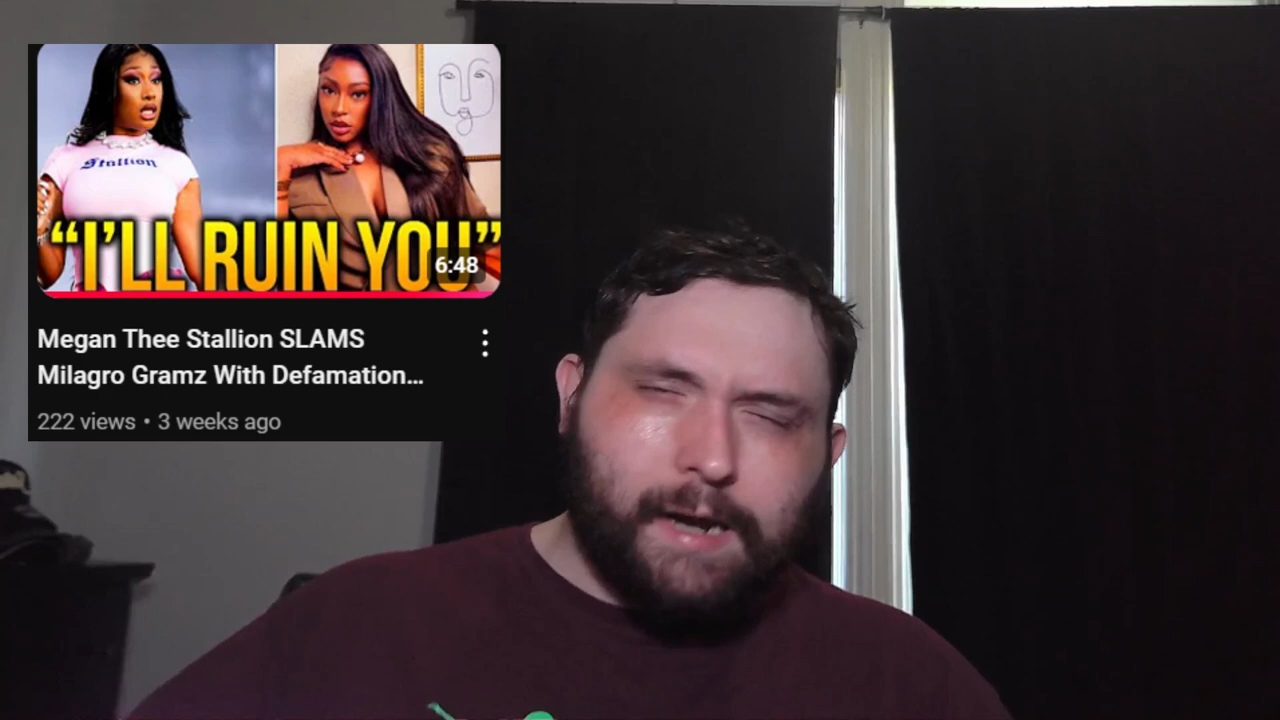 Stallion
“I’LL RUIN YOU”
6:48
Megan Thee Stallion SLAMS
Milagro Gramz With Defamation...
222 views • 3 weeks ago